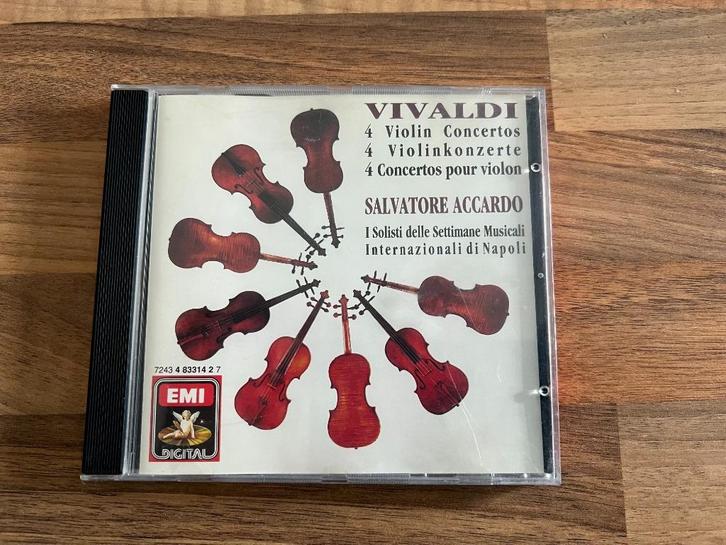 VIVALDI
4 Violin Concertos
4 Violinkonzerte
4 Concertos pour violon
SALVATORE ACCARDO
I Solisti delle Settimane Musicali
Internazionali di Napoli
7243 4 83314 2 7
EMI
DIGITAL